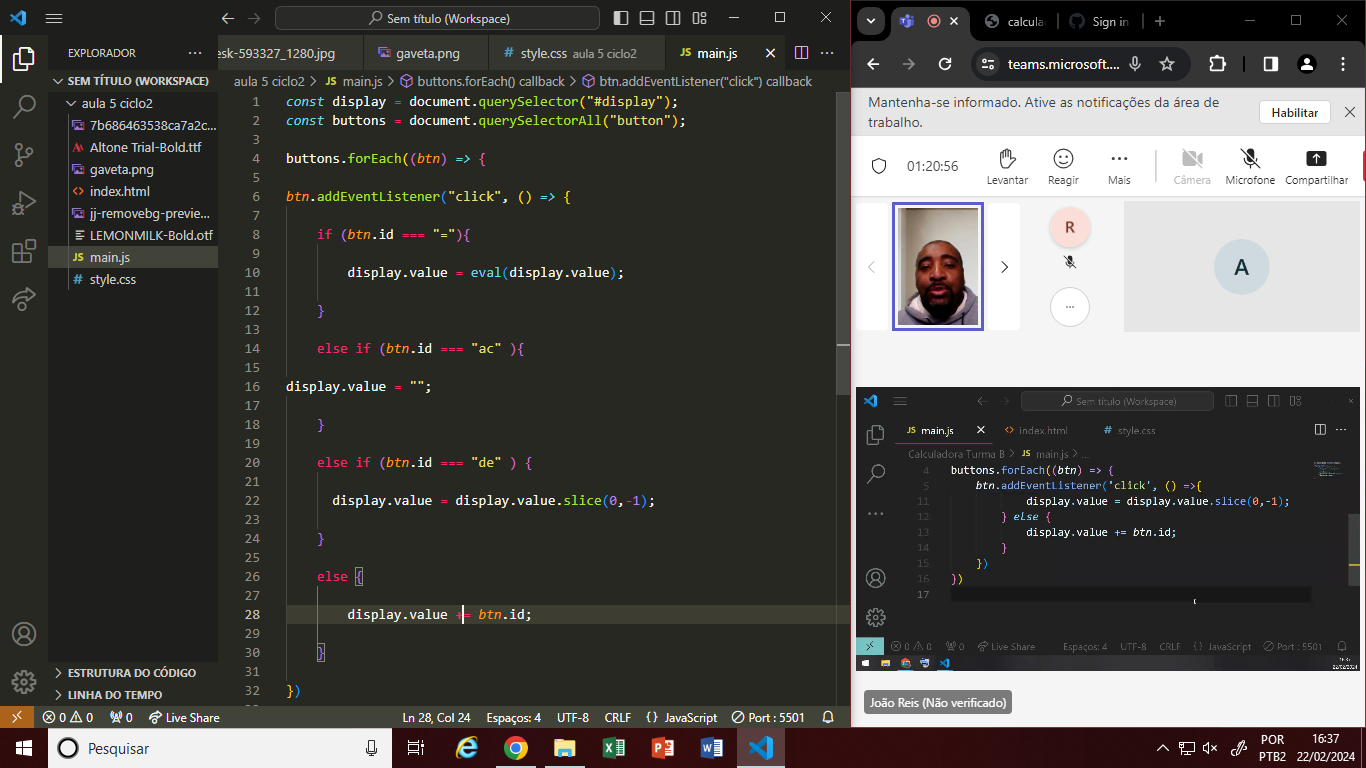 Sem título (Workspace)
EXPLORADOR
esk-593327_1280.jpg
gaveta.png
style.css aula 5 ciclo2
main.js
SEM TÍTULO (WORKSPACE)
aula 5 ciclo2 > main.js > buttons.forEach() callback > btn.addEventListener("click") callback
aula 5 ciclo2
7b686463538ca7a2c...
Altone Trial-Bold.ttf
gaveta.png
index.html
jj-removebg-previe...
LEMONMILK-Bold.otf
main.js
style.css
1 const display = document.querySelector("#display");
2 const buttons = document.querySelectorAll("button");
3
4 buttons.forEach((btn) => {
5
6 btn.addEventListener("click", () => {
7
8 if (btn.id === "="){
9
10 display.value = eval(display.value);
11
12 }
13
14 else if (btn.id === "ac" ){
15
16 display.value = "";
17
18 }
19
20 else if (btn.id === "de" ) {
21
22 display.value = display.value.slice(0,-1);
23
24 }
25
26 else {
27
28 display.value += btn.id;
29
30 }
31
32 })
ESTRUTURA DO CÓDIGO
LINHA DO TEMPO
0 0 0 Live Share
Ln 28, Col 24 Espaços: 4 UTF-8 CRLF {} JavaScript Port : 5501
calcula
Sign in
teams.microsoft....
Mantenha-se informado. Ative as notificações da área de
trabalho.
Habilitar
01:20:56
Levantar
Reagir
Mais
Câmera
Microfone
Compartilhar
R
A
Sem título (Workspace)
JS main.js
index.html
# style.css
Calculadora Turma B > JS main.js > ...
4 buttons.forEach((btn) => {
5 btn.addEventListener('click', () =>{
11 display.value = display.value.slice(0,-1);
12 } else {
13 display.value += btn.id;
14 }
15 })
16 })
17
0 0 0 Live Share Espaços: 4 UTF-8 CRLF {} JavaScript Port : 5501
16:37
22/02/2024
João Reis (Não verificado)
Pesquisar
POR
PTB2
16:37
22/02/2024